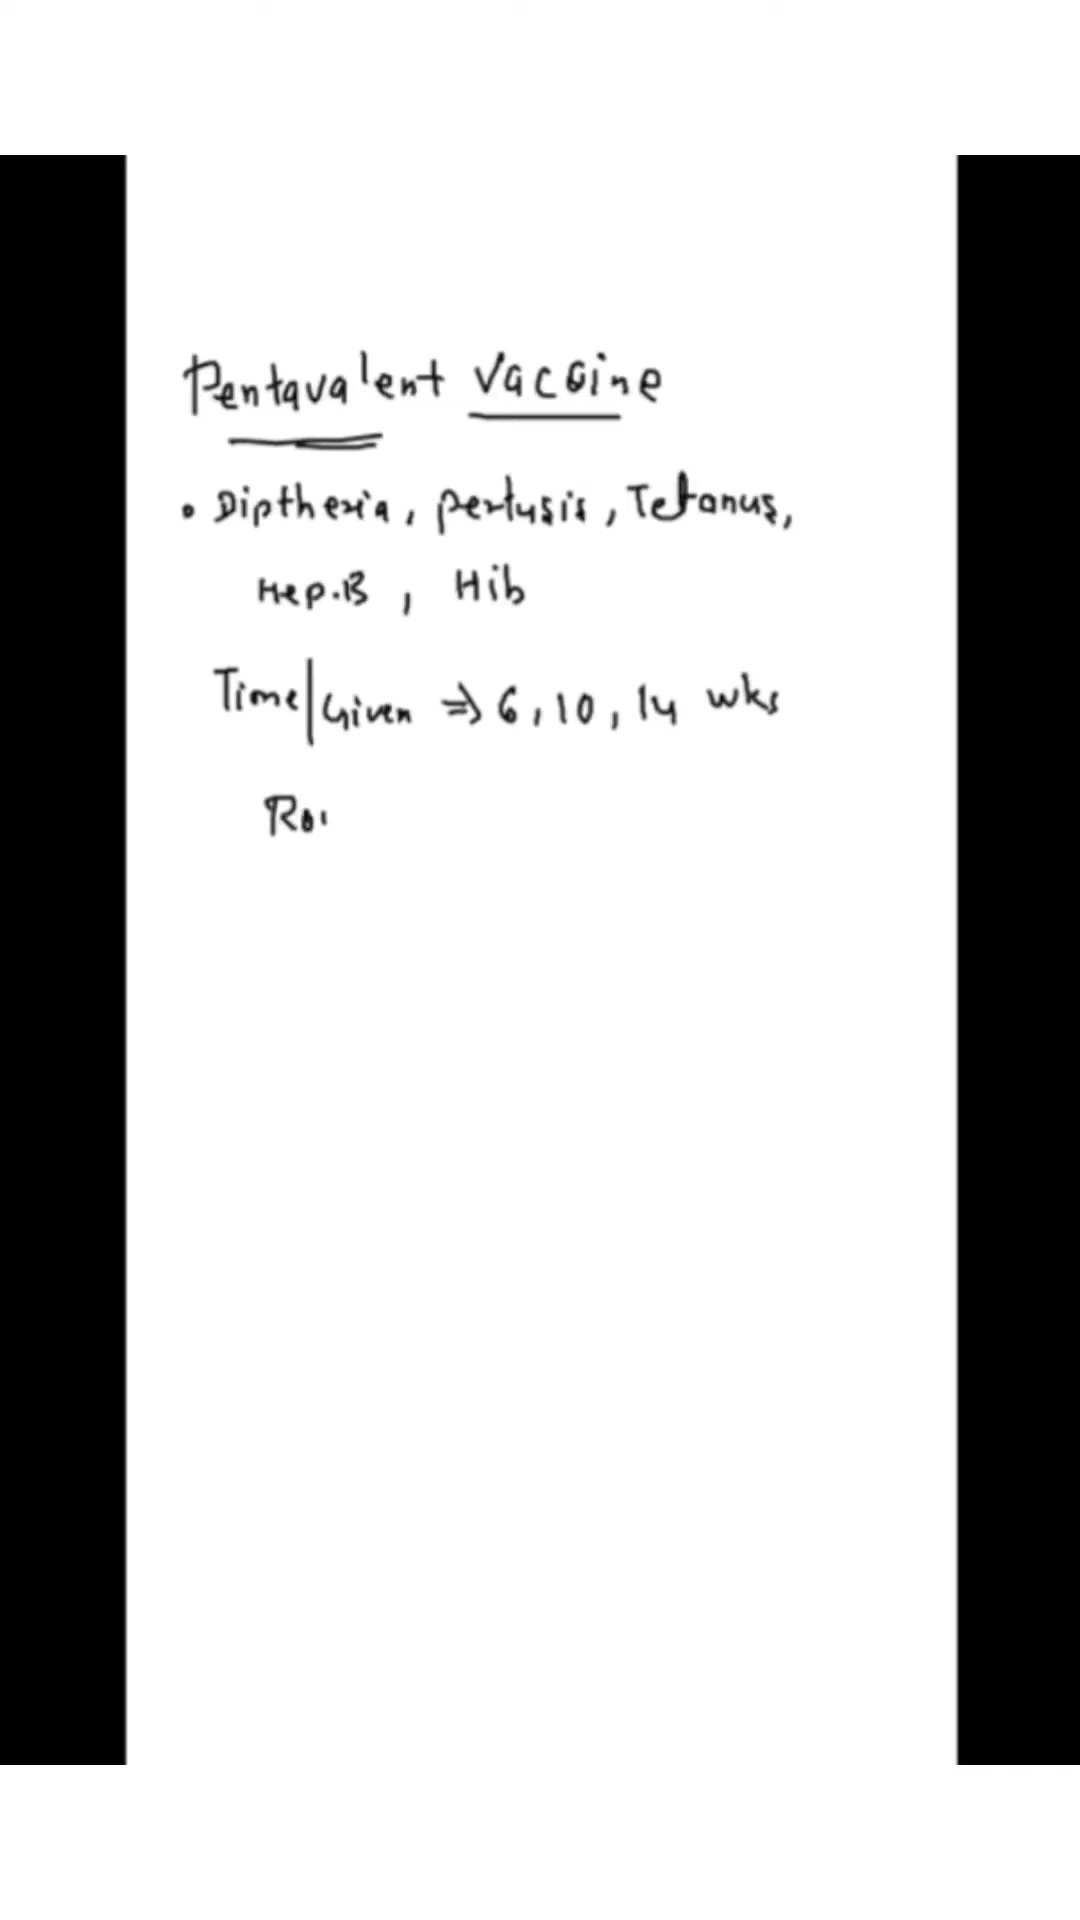 Pentavalent Vaccine
• Diptheria, Pertusis, Tetanus,
Hep.B, Hib
Time|Given ⇒ 6, 10, 14 wks